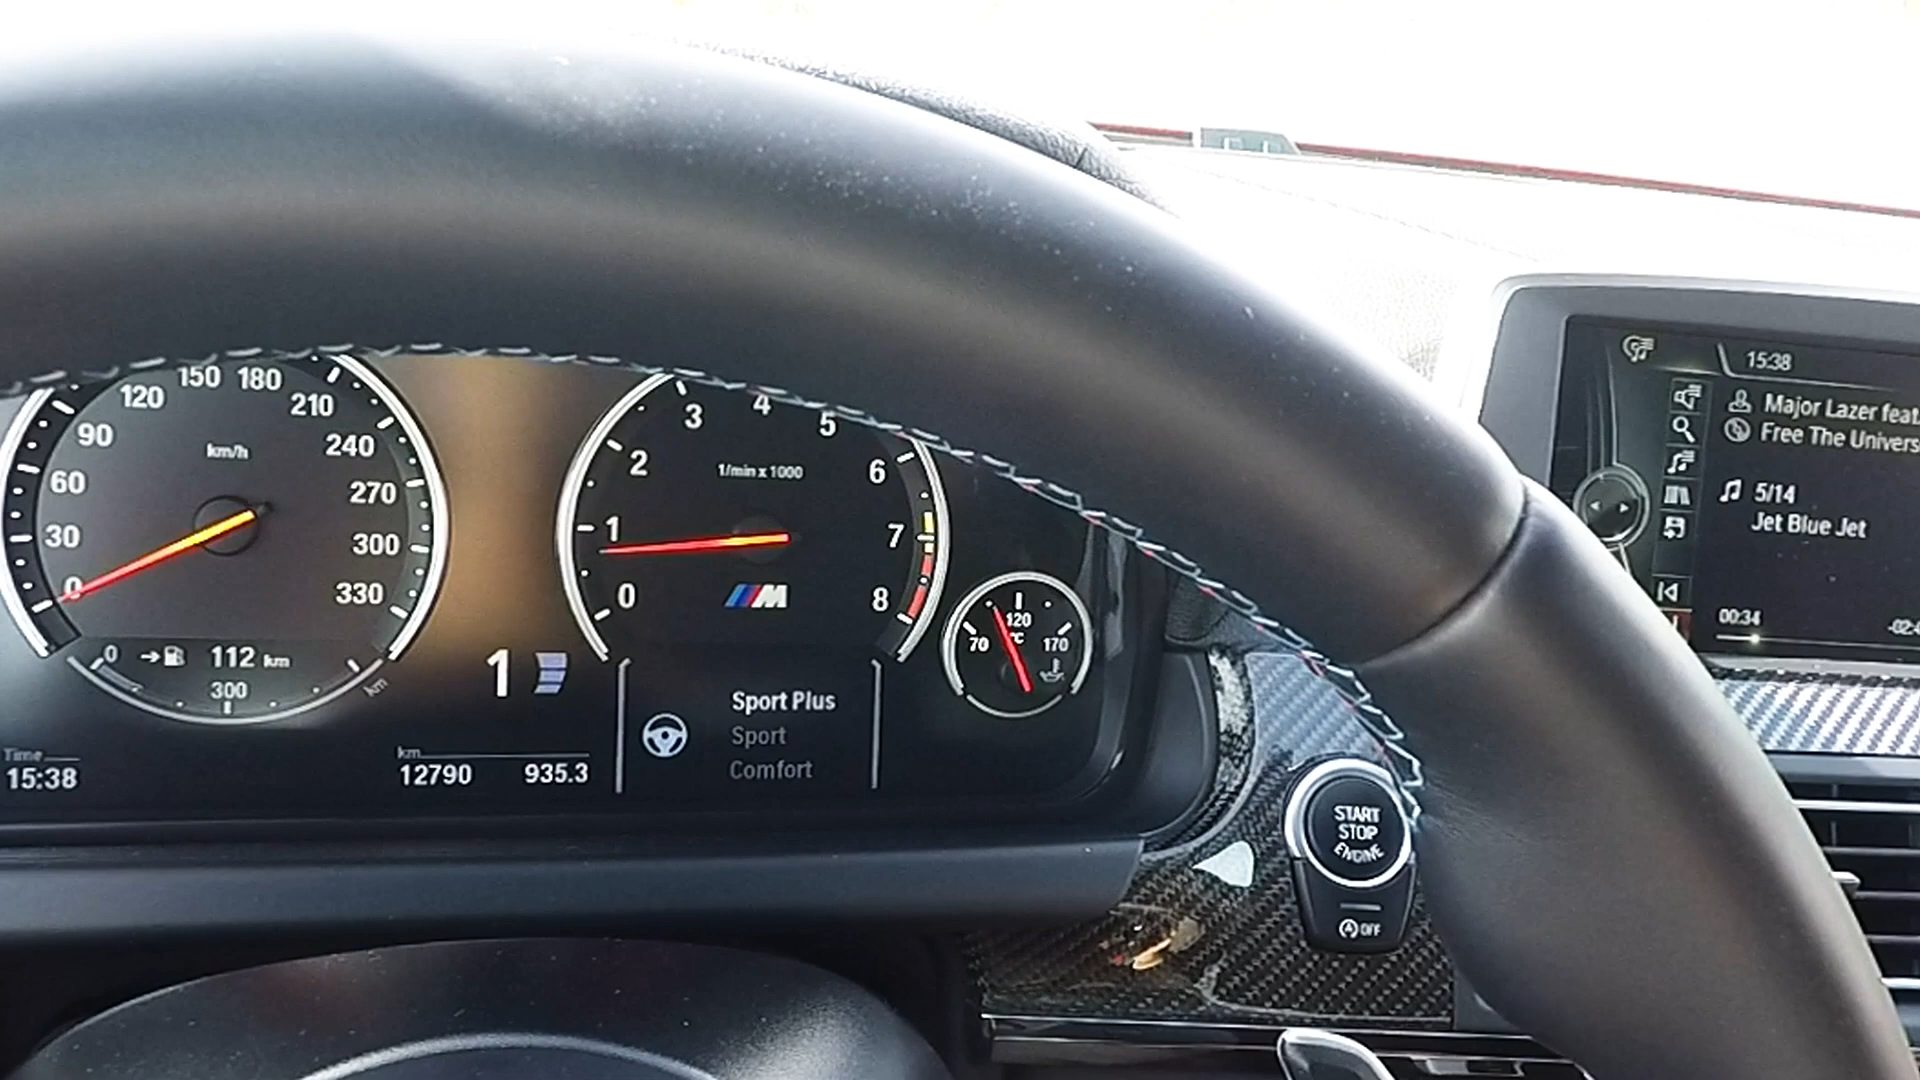 150 180
120 210
90 240
km/h
60 270
30 300
0 330
0 112 km
300
km
Time
15:38
1
km
12790 935.3
4
3 5
2 6
1/min x 1000
1 7
0 8
M
Sport Plus
Sport
Comfort
120
°C
70 170
START
STOP
ENGINE
A OFF
15:38
Major Lazer feat
Free The Univers
5/14
Jet Blue Jet
00:34